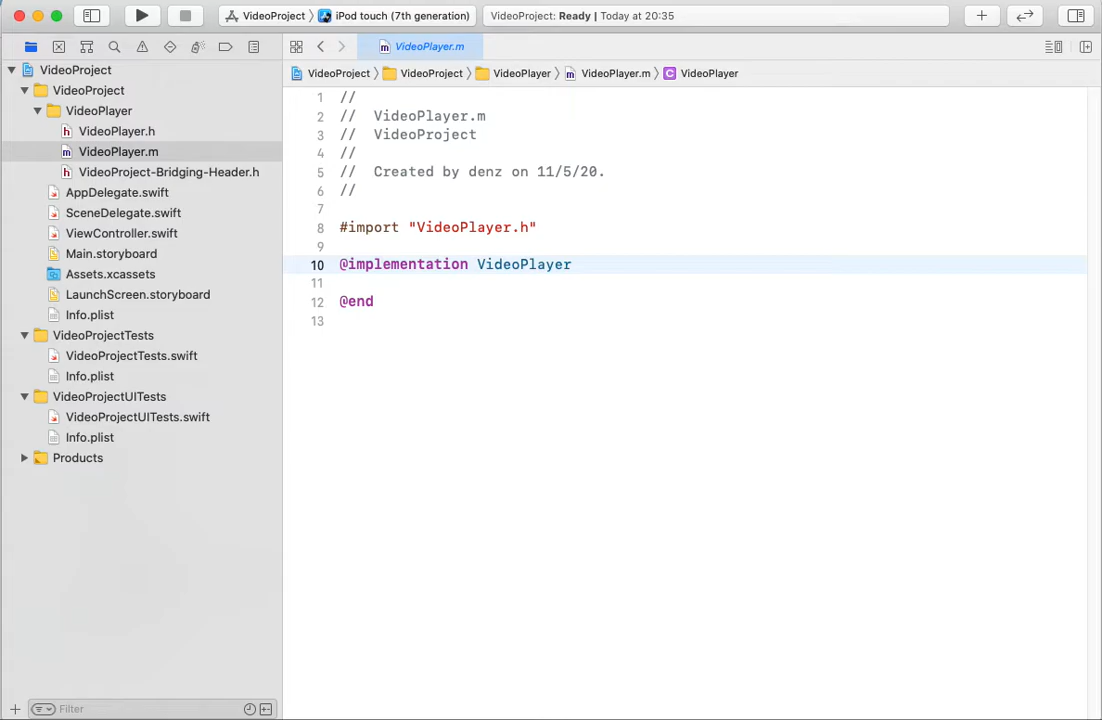 VideoProject
iPod touch (7th generation)
VideoProject: Ready | Today at 20:35
VideoPlayer.m
VideoProject
VideoProject
VideoPlayer
VideoPlayer.h
VideoPlayer.m
VideoProject-Bridging-Header.h
AppDelegate.swift
SceneDelegate.swift
ViewController.swift
Main.storyboard
Assets.xcassets
LaunchScreen.storyboard
Info.plist
VideoProjectTests
VideoProjectTests.swift
Info.plist
VideoProjectUITests
VideoProjectUITests.swift
Info.plist
Products
Filter
VideoProject VideoProject VideoPlayer VideoPlayer.m VideoPlayer
1 //
2 // VideoPlayer.m
3 // VideoProject
4 //
5 // Created by denz on 11/5/20.
6 //
7
8 #import "VideoPlayer.h"
9
10 @implementation VideoPlayer
11
12 @end
13